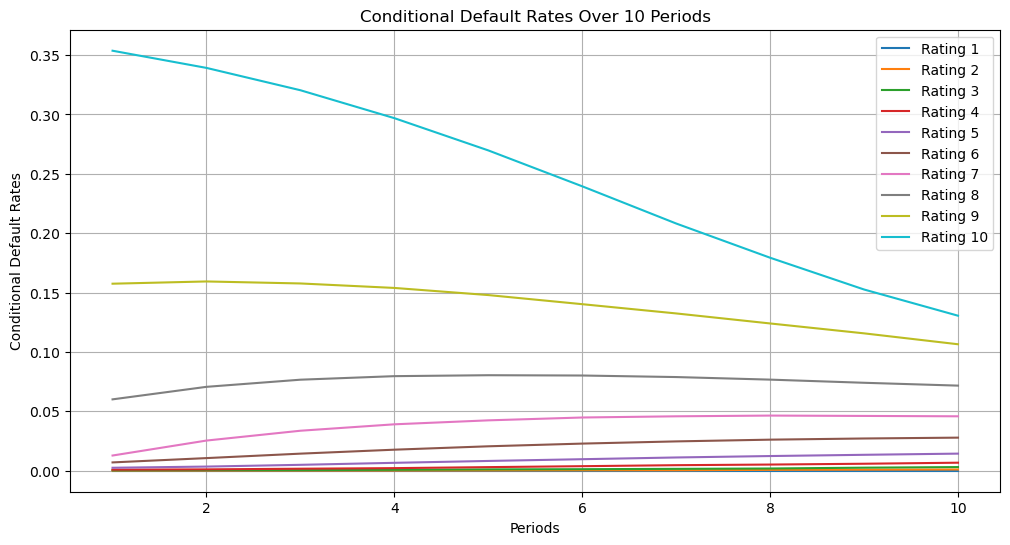 Conditional Default Rates Over 10 Periods
Conditional Default Rates
0.35
0.30
0.25
0.20
0.15
0.10
0.05
0.00
2
4
6
8
10
Periods
Rating 1
Rating 2
Rating 3
Rating 4
Rating 5
Rating 6
Rating 7
Rating 8
Rating 9
Rating 10